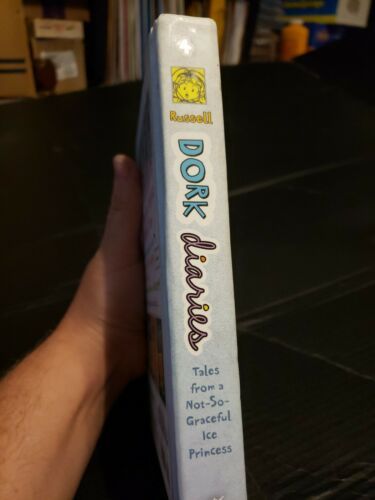 Russell
DORK
diaries
Tales
from a
Not-So-
Graceful
Ice
Princess